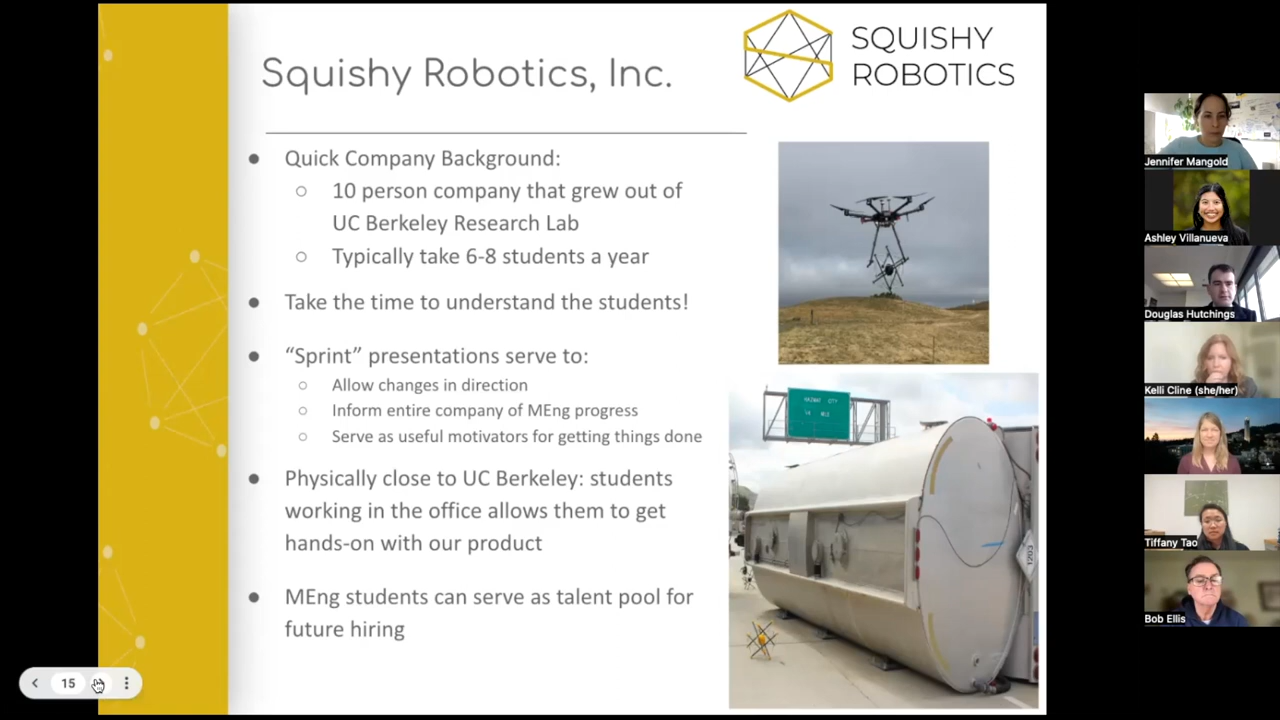 Squishy Robotics, Inc.
SQUISHY
ROBOTICS
● Quick Company Background:
○ 10 person company that grew out of
UC Berkeley Research Lab
○ Typically take 6-8 students a year
● Take the time to understand the students!
● “Sprint” presentations serve to:
○ Allow changes in direction
○ Inform entire company of MEng progress
○ Serve as useful motivators for getting things done
● Physically close to UC Berkeley: students
working in the office allows them to get
hands-on with our product
● MEng students can serve as talent pool for
future hiring
1203
15
Jennifer Mangold
Ashley Villanueva
Douglas Hutchings
Kelli Cline (she/her)
Tiffany Tao
Bob Ellis